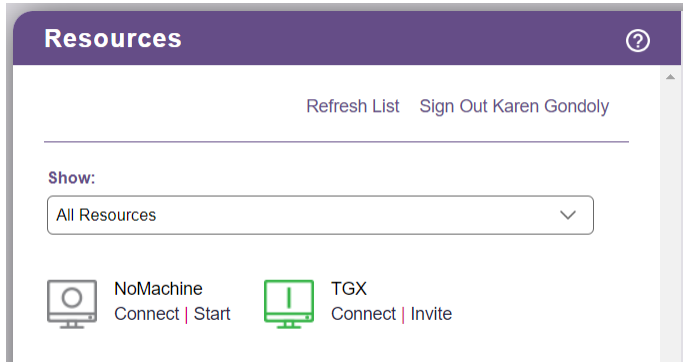 Resources
Refresh List Sign Out Karen Gondoly
Show:
All Resources
NoMachine TGX
Connect | Start Connect | Invite